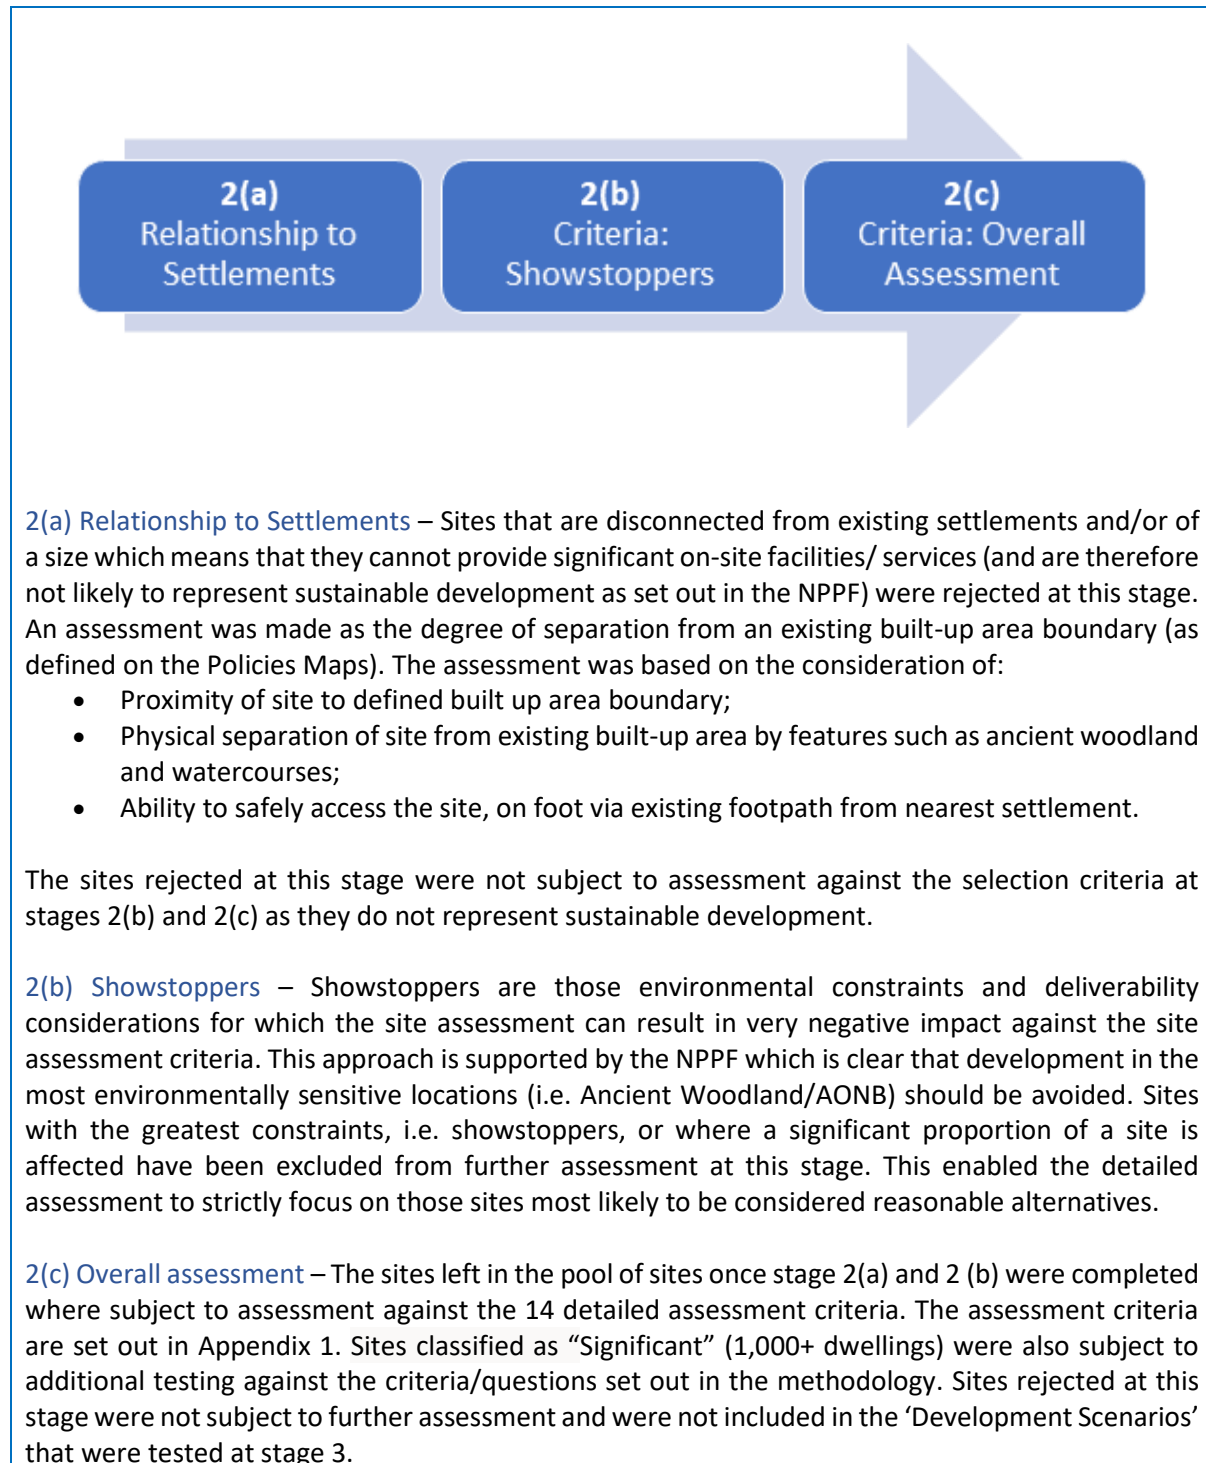 2(a)
Relationship to
Settlements
2(b)
Criteria:
Showstoppers
2(c)
Criteria: Overall
Assessment
2(a) Relationship to Settlements – Sites that are disconnected from existing settlements and/or of
a size which means that they cannot provide significant on-site facilities/ services (and are therefore
not likely to represent sustainable development as set out in the NPPF) were rejected at this stage.
An assessment was made as the degree of separation from an existing built-up area boundary (as
defined on the Policies Maps). The assessment was based on the consideration of:
• Proximity of site to defined built up area boundary;
• Physical separation of site from existing built-up area by features such as ancient woodland
and watercourses;
• Ability to safely access the site, on foot via existing footpath from nearest settlement.
The sites rejected at this stage were not subject to assessment against the selection criteria at
stages 2(b) and 2(c) as they do not represent sustainable development.
2(b) Showstoppers – Showstoppers are those environmental constraints and deliverability
considerations for which the site assessment can result in very negative impact against the site
assessment criteria. This approach is supported by the NPPF which is clear that development in the
most environmentally sensitive locations (i.e. Ancient Woodland/AONB) should be avoided. Sites
with the greatest constraints, i.e. showstoppers, or where a significant proportion of a site is
affected have been excluded from further assessment at this stage. This enabled the detailed
assessment to strictly focus on those sites most likely to be considered reasonable alternatives.
2(c) Overall assessment – The sites left in the pool of sites once stage 2(a) and 2 (b) were completed
where subject to assessment against the 14 detailed assessment criteria. The assessment criteria
are set out in Appendix 1. Sites classified as “Significant” (1,000+ dwellings) were also subject to
additional testing against the criteria/questions set out in the methodology. Sites rejected at this
stage were not subject to further assessment and were not included in the ‘Development Scenarios’
that were tested at stage 3.